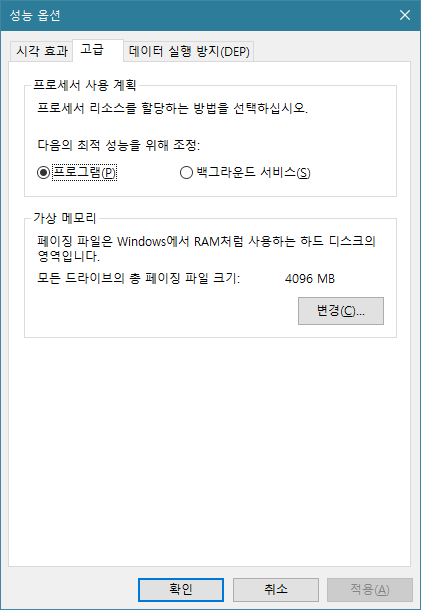 성능 옵션
시각 효과 고급 데이터 실행 방지(DEP)
프로세서 사용 계획
프로세서 리소스를 할당하는 방법을 선택하십시오.
다음의 최적 성능을 위해 조정:
프로그램(P) 백그라운드 서비스(S)
가상 메모리
페이징 파일은 Windows에서 RAM처럼 사용하는 하드 디스크의
영역입니다.
모든 드라이브의 총 페이징 파일 크기: 4096 MB
변경(C)...
확인 취소 적용(A)